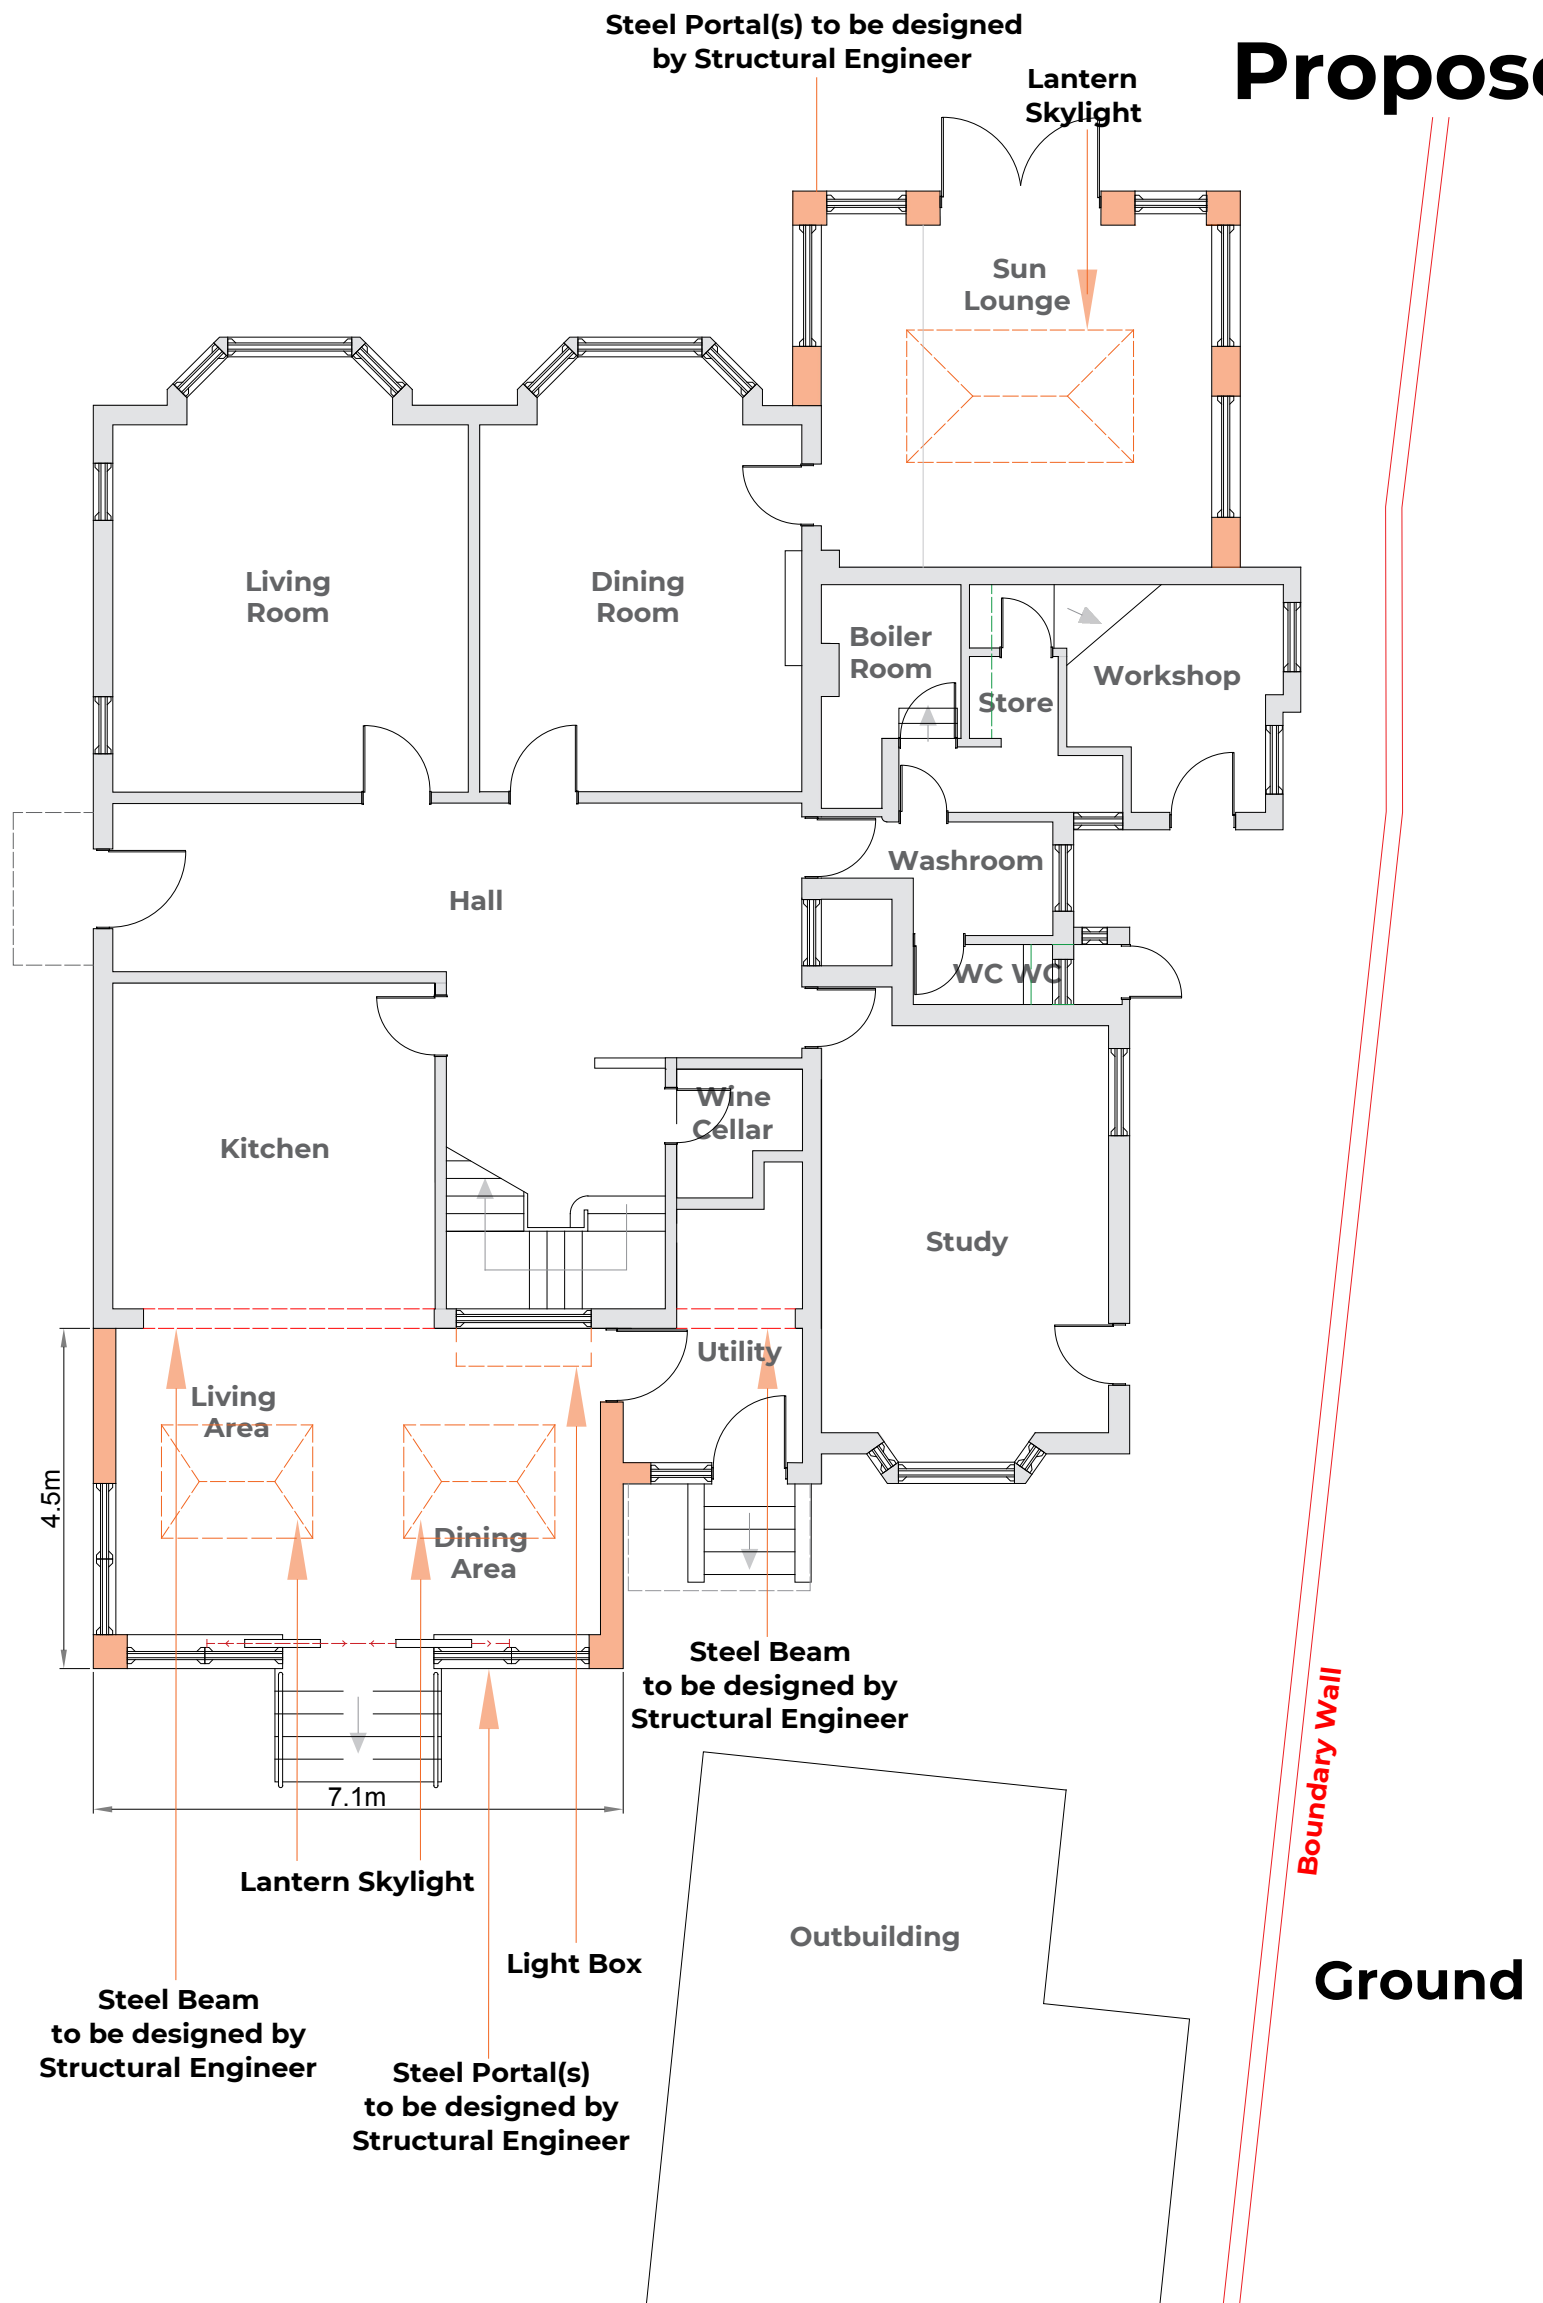 Steel Portal(s) to be designed
by Structural Engineer
Lantern
Skylight
Sun
Lounge
Living
Room
Dining
Room
Boiler
Room
Store
Workshop
Washroom
Hall
WC WC
Wine
Cellar
Kitchen
Study
Utility
Living
Area
4.5m
Dining
Area
Steel Beam
to be designed by
Structural Engineer
Boundary Wall
7.1m
Lantern Skylight
Outbuilding
Light Box
Ground
Steel Beam
to be designed by
Structural Engineer
Steel Portal(s)
to be designed by
Structural Engineer